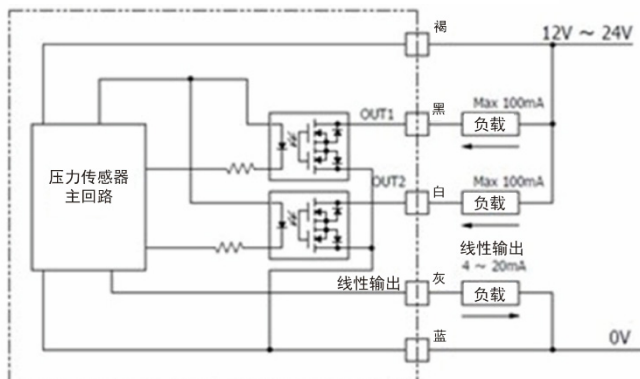 褐
12V ～ 24V
OUT1
黑
Max 100mA
负载
压力传感器
主回路
OUT2
白
Max 100mA
负载
线性输出
4 ～ 20mA
线性输出
灰
负载
蓝
0V